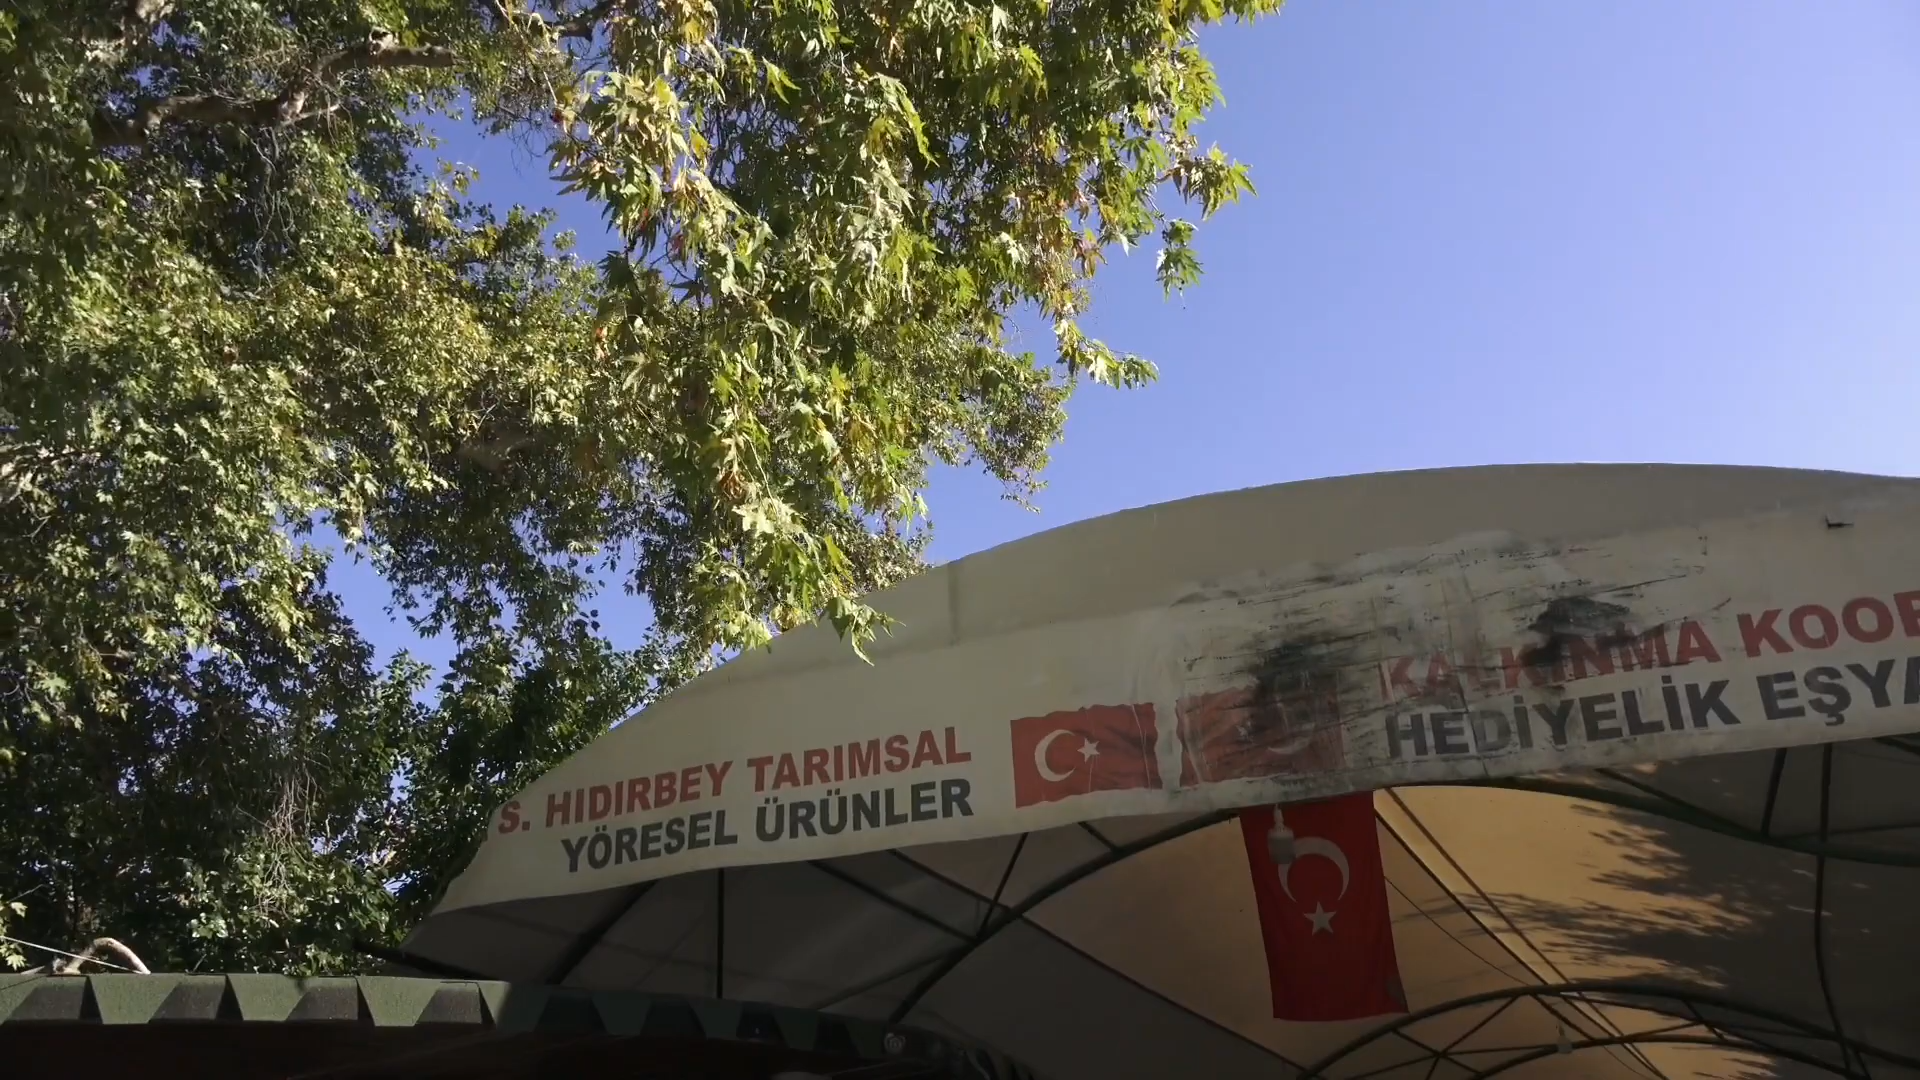 S. HIDIRBEY TARIMSAL
YÖRESEL ÜRÜNLER
KALKINMA KOOP
HEDİYELİK EŞYA